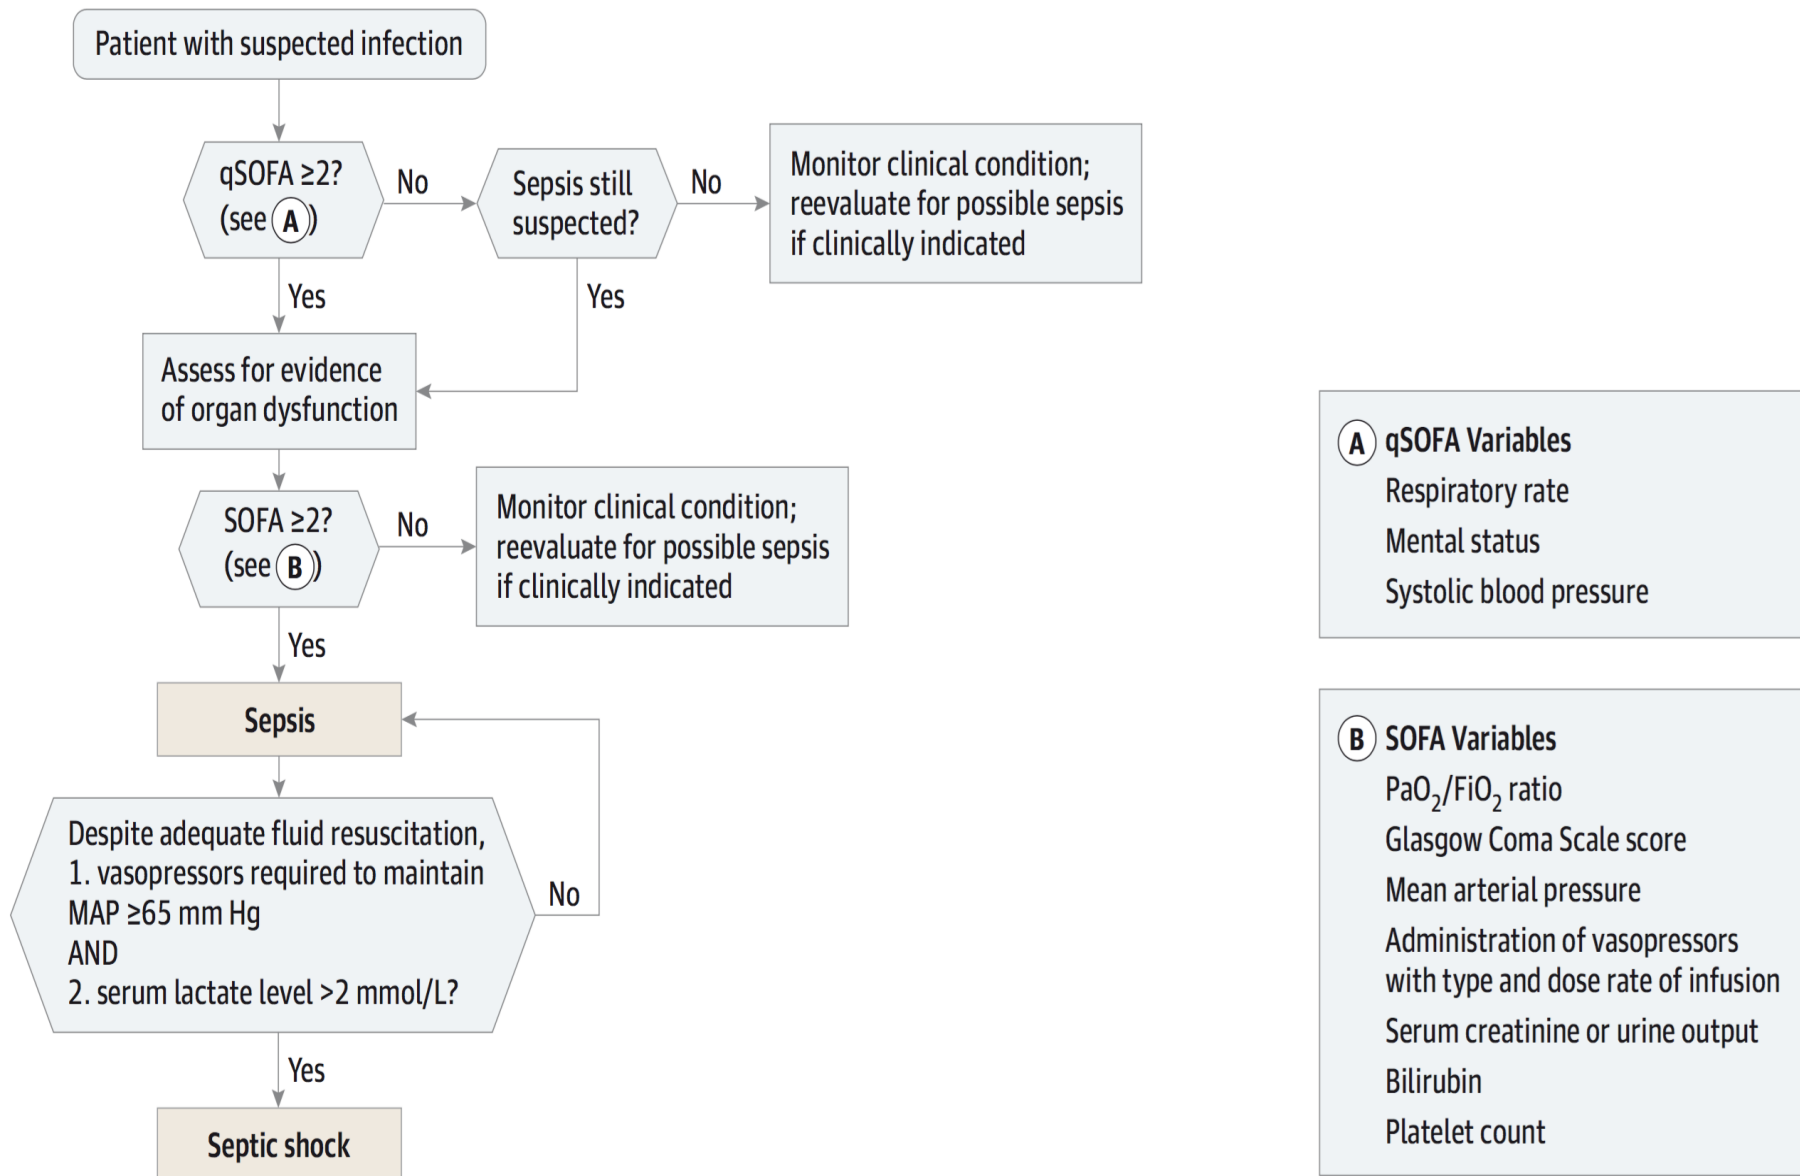 Patient with suspected infection
qSOFA ≥2?
(see A)
No
Sepsis still
suspected?
No
Monitor clinical condition;
reevaluate for possible sepsis
if clinically indicated
Yes
Yes
Assess for evidence
of organ dysfunction
SOFA ≥2?
(see B)
No
Monitor clinical condition;
reevaluate for possible sepsis
if clinically indicated
Yes
Sepsis
Despite adequate fluid resuscitation,
1. vasopressors required to maintain
MAP ≥65 mm Hg
AND
2. serum lactate level >2 mmol/L?
No
Yes
Septic shock
A qSOFA Variables
Respiratory rate
Mental status
Systolic blood pressure
B SOFA Variables
PaO₂/FiO₂ ratio
Glasgow Coma Scale score
Mean arterial pressure
Administration of vasopressors
with type and dose rate of infusion
Serum creatinine or urine output
Bilirubin
Platelet count